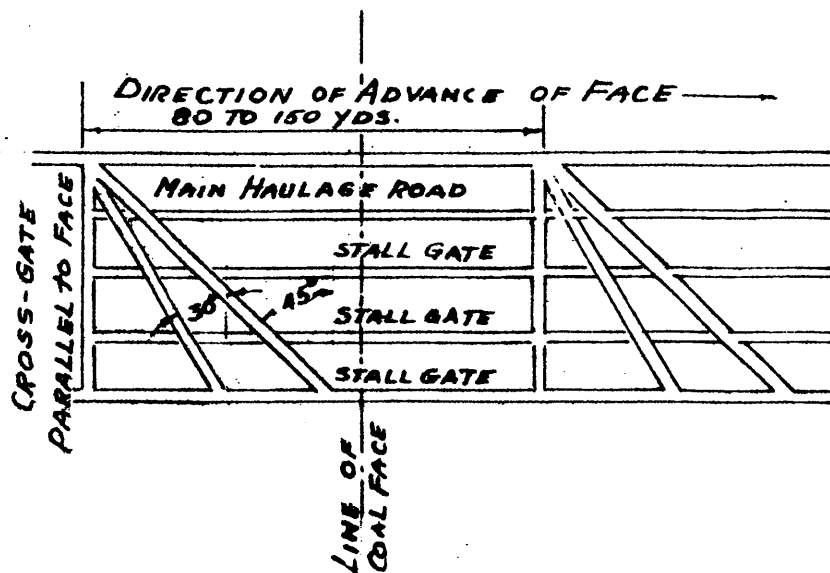 DIRECTION OF ADVANCE OF FACE
80 TO 150 YDS.
MAIN HAULAGE ROAD
STALL GATE
30°
45°
STALL GATE
STALL GATE
CROSS-GATE
PARALLEL TO FACE
LINE OF
COAL FACE